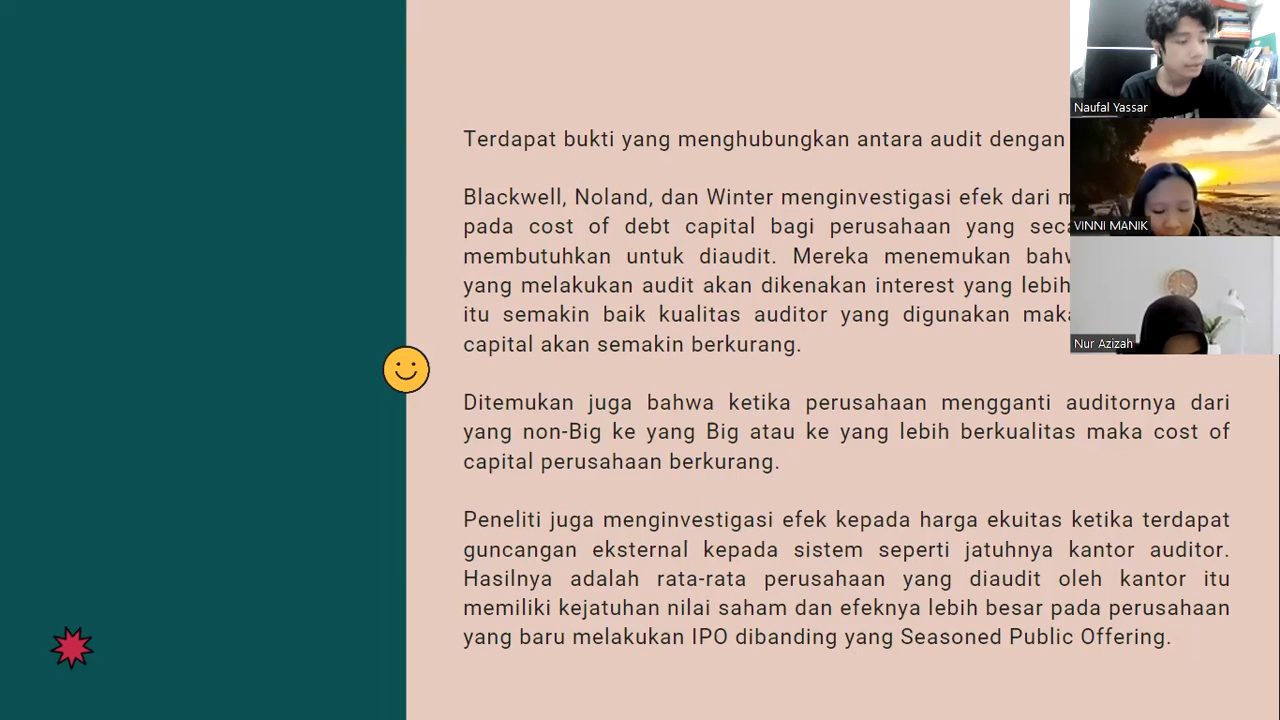 Terdapat bukti yang menghubungkan antara audit dengan
Blackwell, Noland, dan Winter menginvestigasi efek dari
pada cost of debt capital bagi perusahaan yang
membutuhkan untuk diaudit. Mereka menemukan
yang melakukan audit akan dikenakan interest yang lebih
itu semakin baik kualitas auditor yang digunakan
capital akan semakin berkurang.
Ditemukan juga bahwa ketika perusahaan mengganti auditornya dari
yang non-Big ke yang Big atau ke yang lebih berkualitas maka cost of
capital perusahaan berkurang.
Peneliti juga menginvestigasi efek kepada harga ekuitas ketika terdapat
guncangan eksternal kepada sistem seperti jatuhnya kantor auditor.
Hasilnya adalah rata-rata perusahaan yang diaudit oleh kantor itu
memiliki kejatuhan nilai saham dan efeknya lebih besar pada perusahaan
yang baru melakukan IPO dibanding yang Seasoned Public Offering.
Naufal Yassar
VINNI MANIK
Nur Azizah